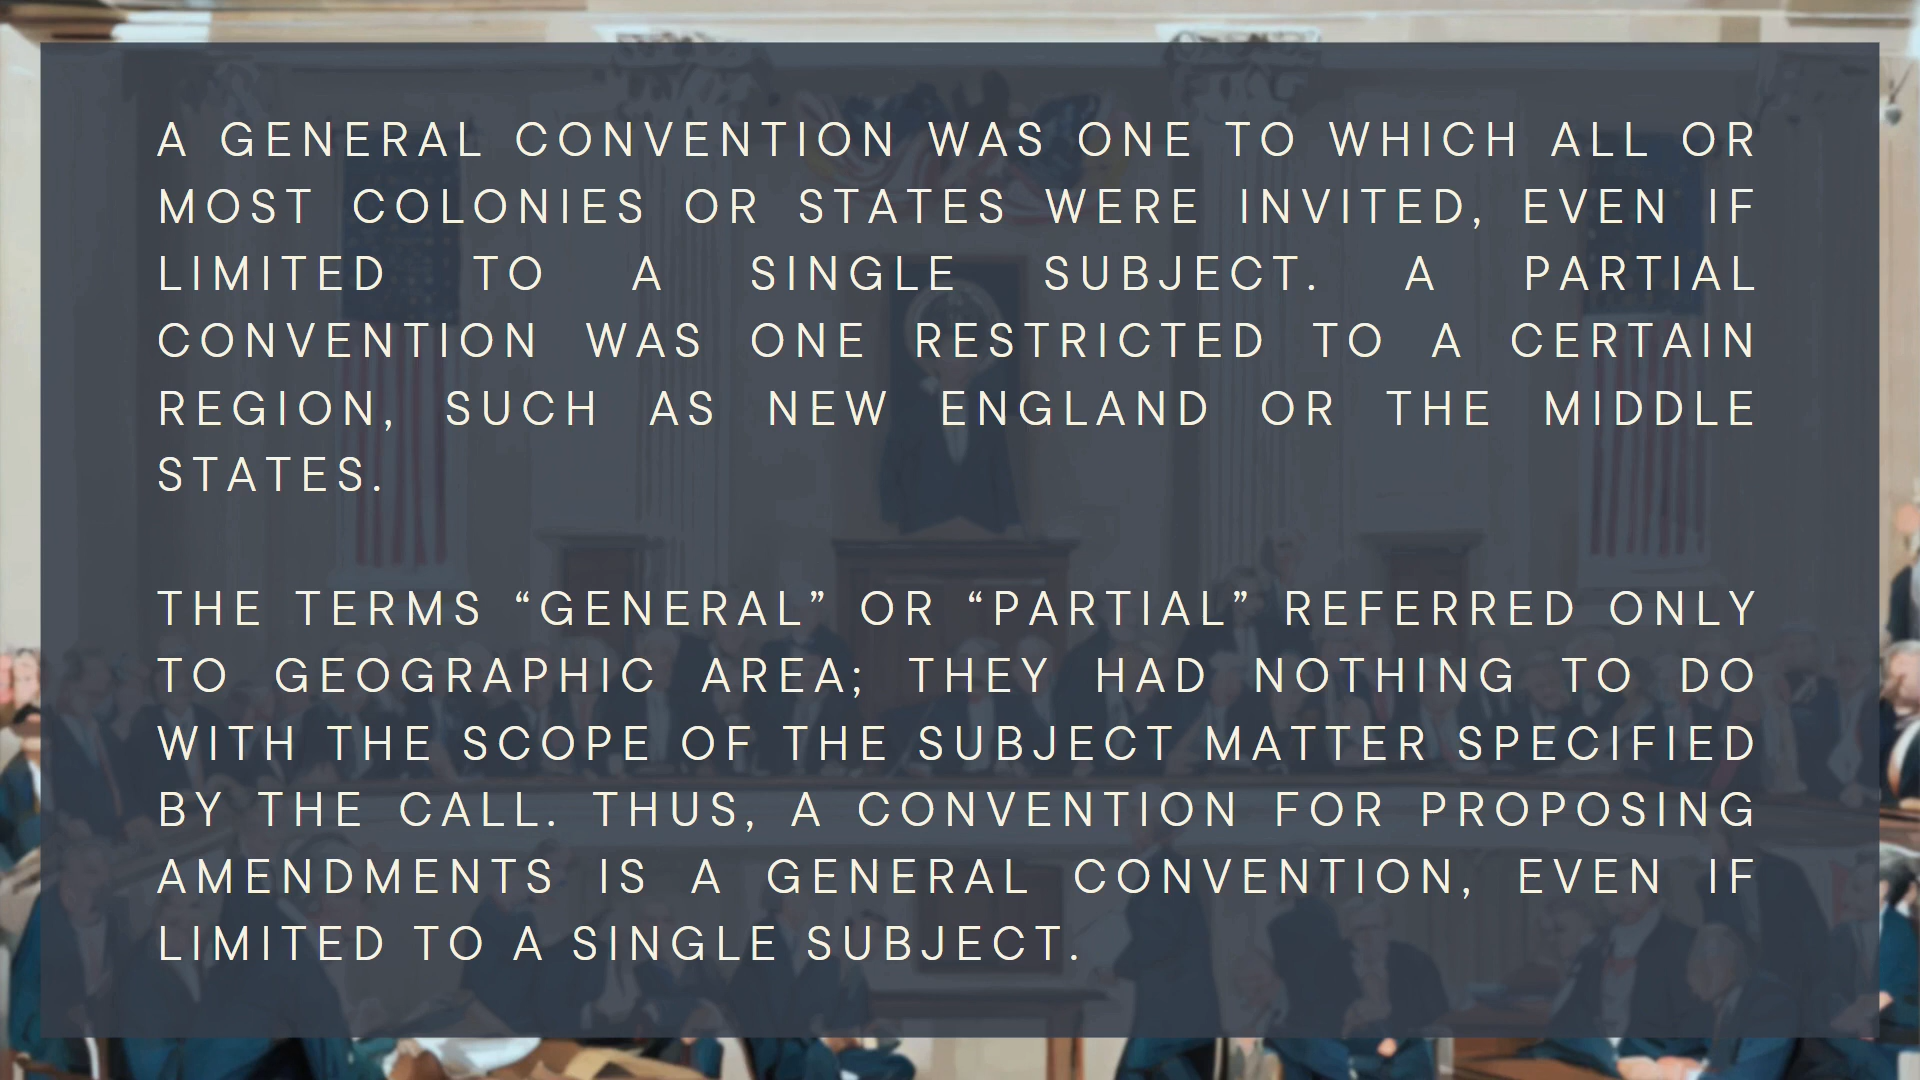 A GENERAL CONVENTION WAS ONE TO WHICH ALL OR
MOST COLONIES OR STATES WERE INVITED, EVEN IF
LIMITED TO A SINGLE SUBJECT. A PARTIAL
CONVENTION WAS ONE RESTRICTED TO A CERTAIN
REGION, SUCH AS NEW ENGLAND OR THE MIDDLE
STATES.
THE TERMS “GENERAL” OR “PARTIAL” REFERRED ONLY
TO GEOGRAPHIC AREA; THEY HAD NOTHING TO DO
WITH THE SCOPE OF THE SUBJECT MATTER SPECIFIED
BY THE CALL. THUS, A CONVENTION FOR PROPOSING
AMENDMENTS IS A GENERAL CONVENTION, EVEN IF
LIMITED TO A SINGLE SUBJECT.